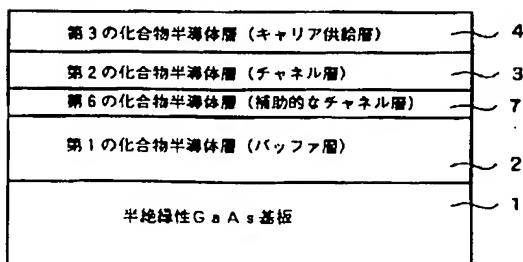 第3の化合物半導体層(キャリア供給層) 4
第2の化合物半導体層(チャネル層) 3
第6の化合物半導体層(補助的なチャネル層) 7
第1の化合物半導体層(バッファ層) 2
半絶縁性GaAs基板 1